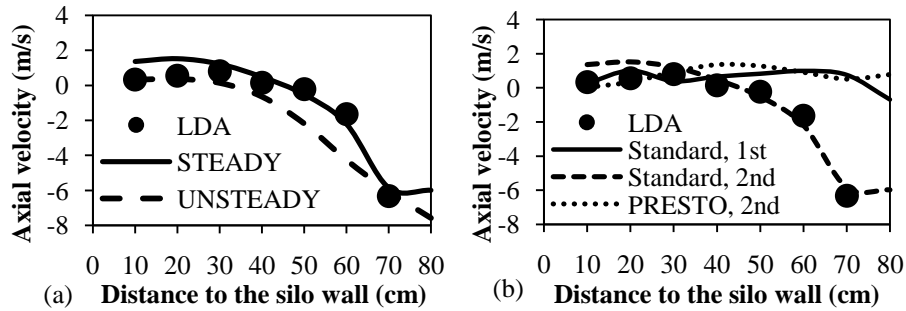 Axial velocity (m/s)
4
2
0
-2
-4
-6
-8
LDA
STEADY
UNSTEADY
0 10 20 30 40 50 60 70 80
(a) Distance to the silo wall (cm)
Axial velocity (m/s)
4
2
0
-2
-4
-6
-8
LDA
Standard, 1st
Standard, 2nd
PRESTO, 2nd
0 10 20 30 40 50 60 70 80
(b) Distance to the silo wall (cm)